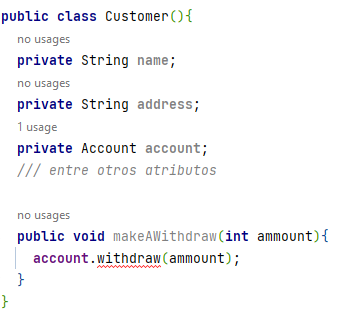 public class Customer(){
no usages
private String name;
no usages
private String address;
1 usage
private Account account;
/// entre otros atributos
no usages
public void makeAWithdraw(int ammount){
account.withdraw(ammount);
}
}